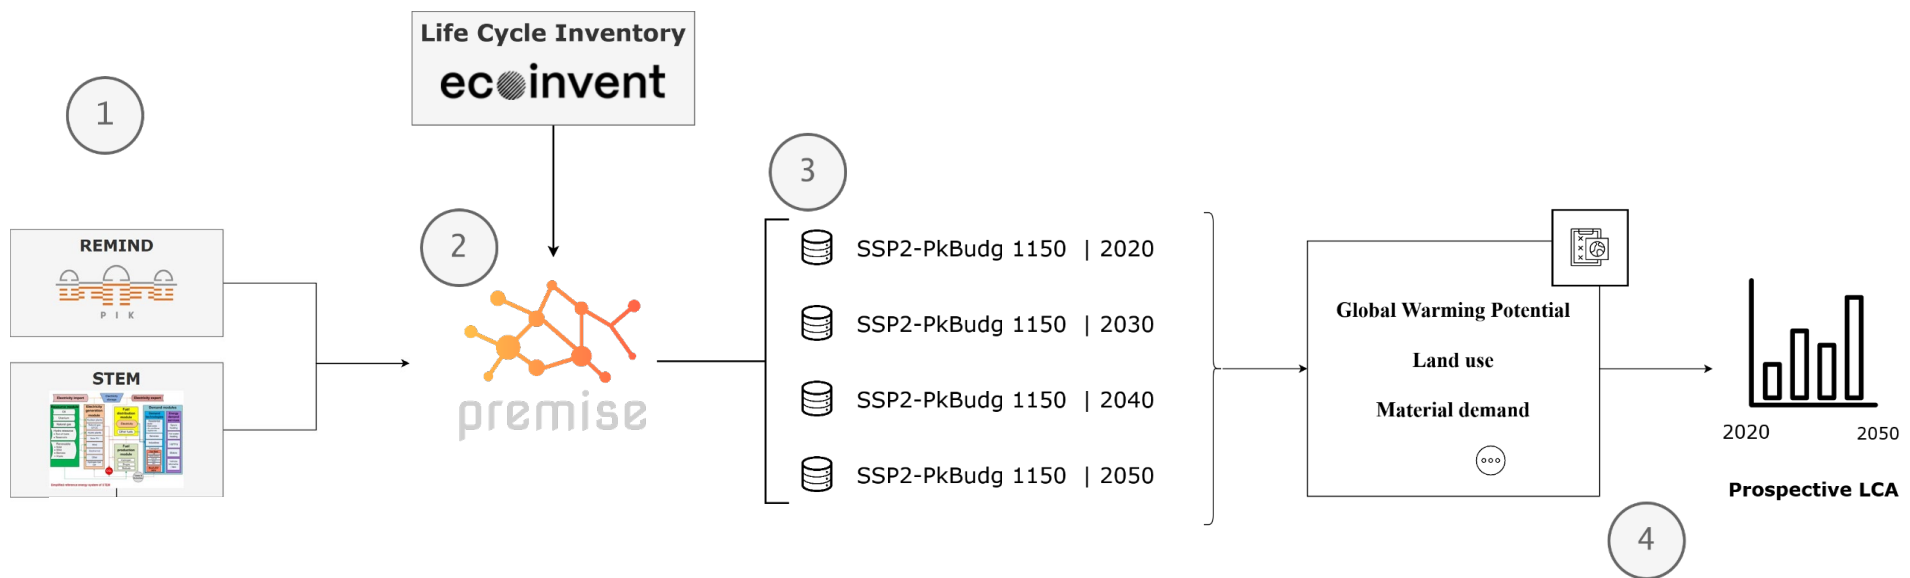 1
Life Cycle Inventory
ecoinvent
2
3
REMIND
PIK
STEM
premise
SSP2-PkBudg 1150 | 2020
SSP2-PkBudg 1150 | 2030
SSP2-PkBudg 1150 | 2040
SSP2-PkBudg 1150 | 2050
Global Warming Potential
Land use
Material demand
4
2020
2050
Prospective LCA